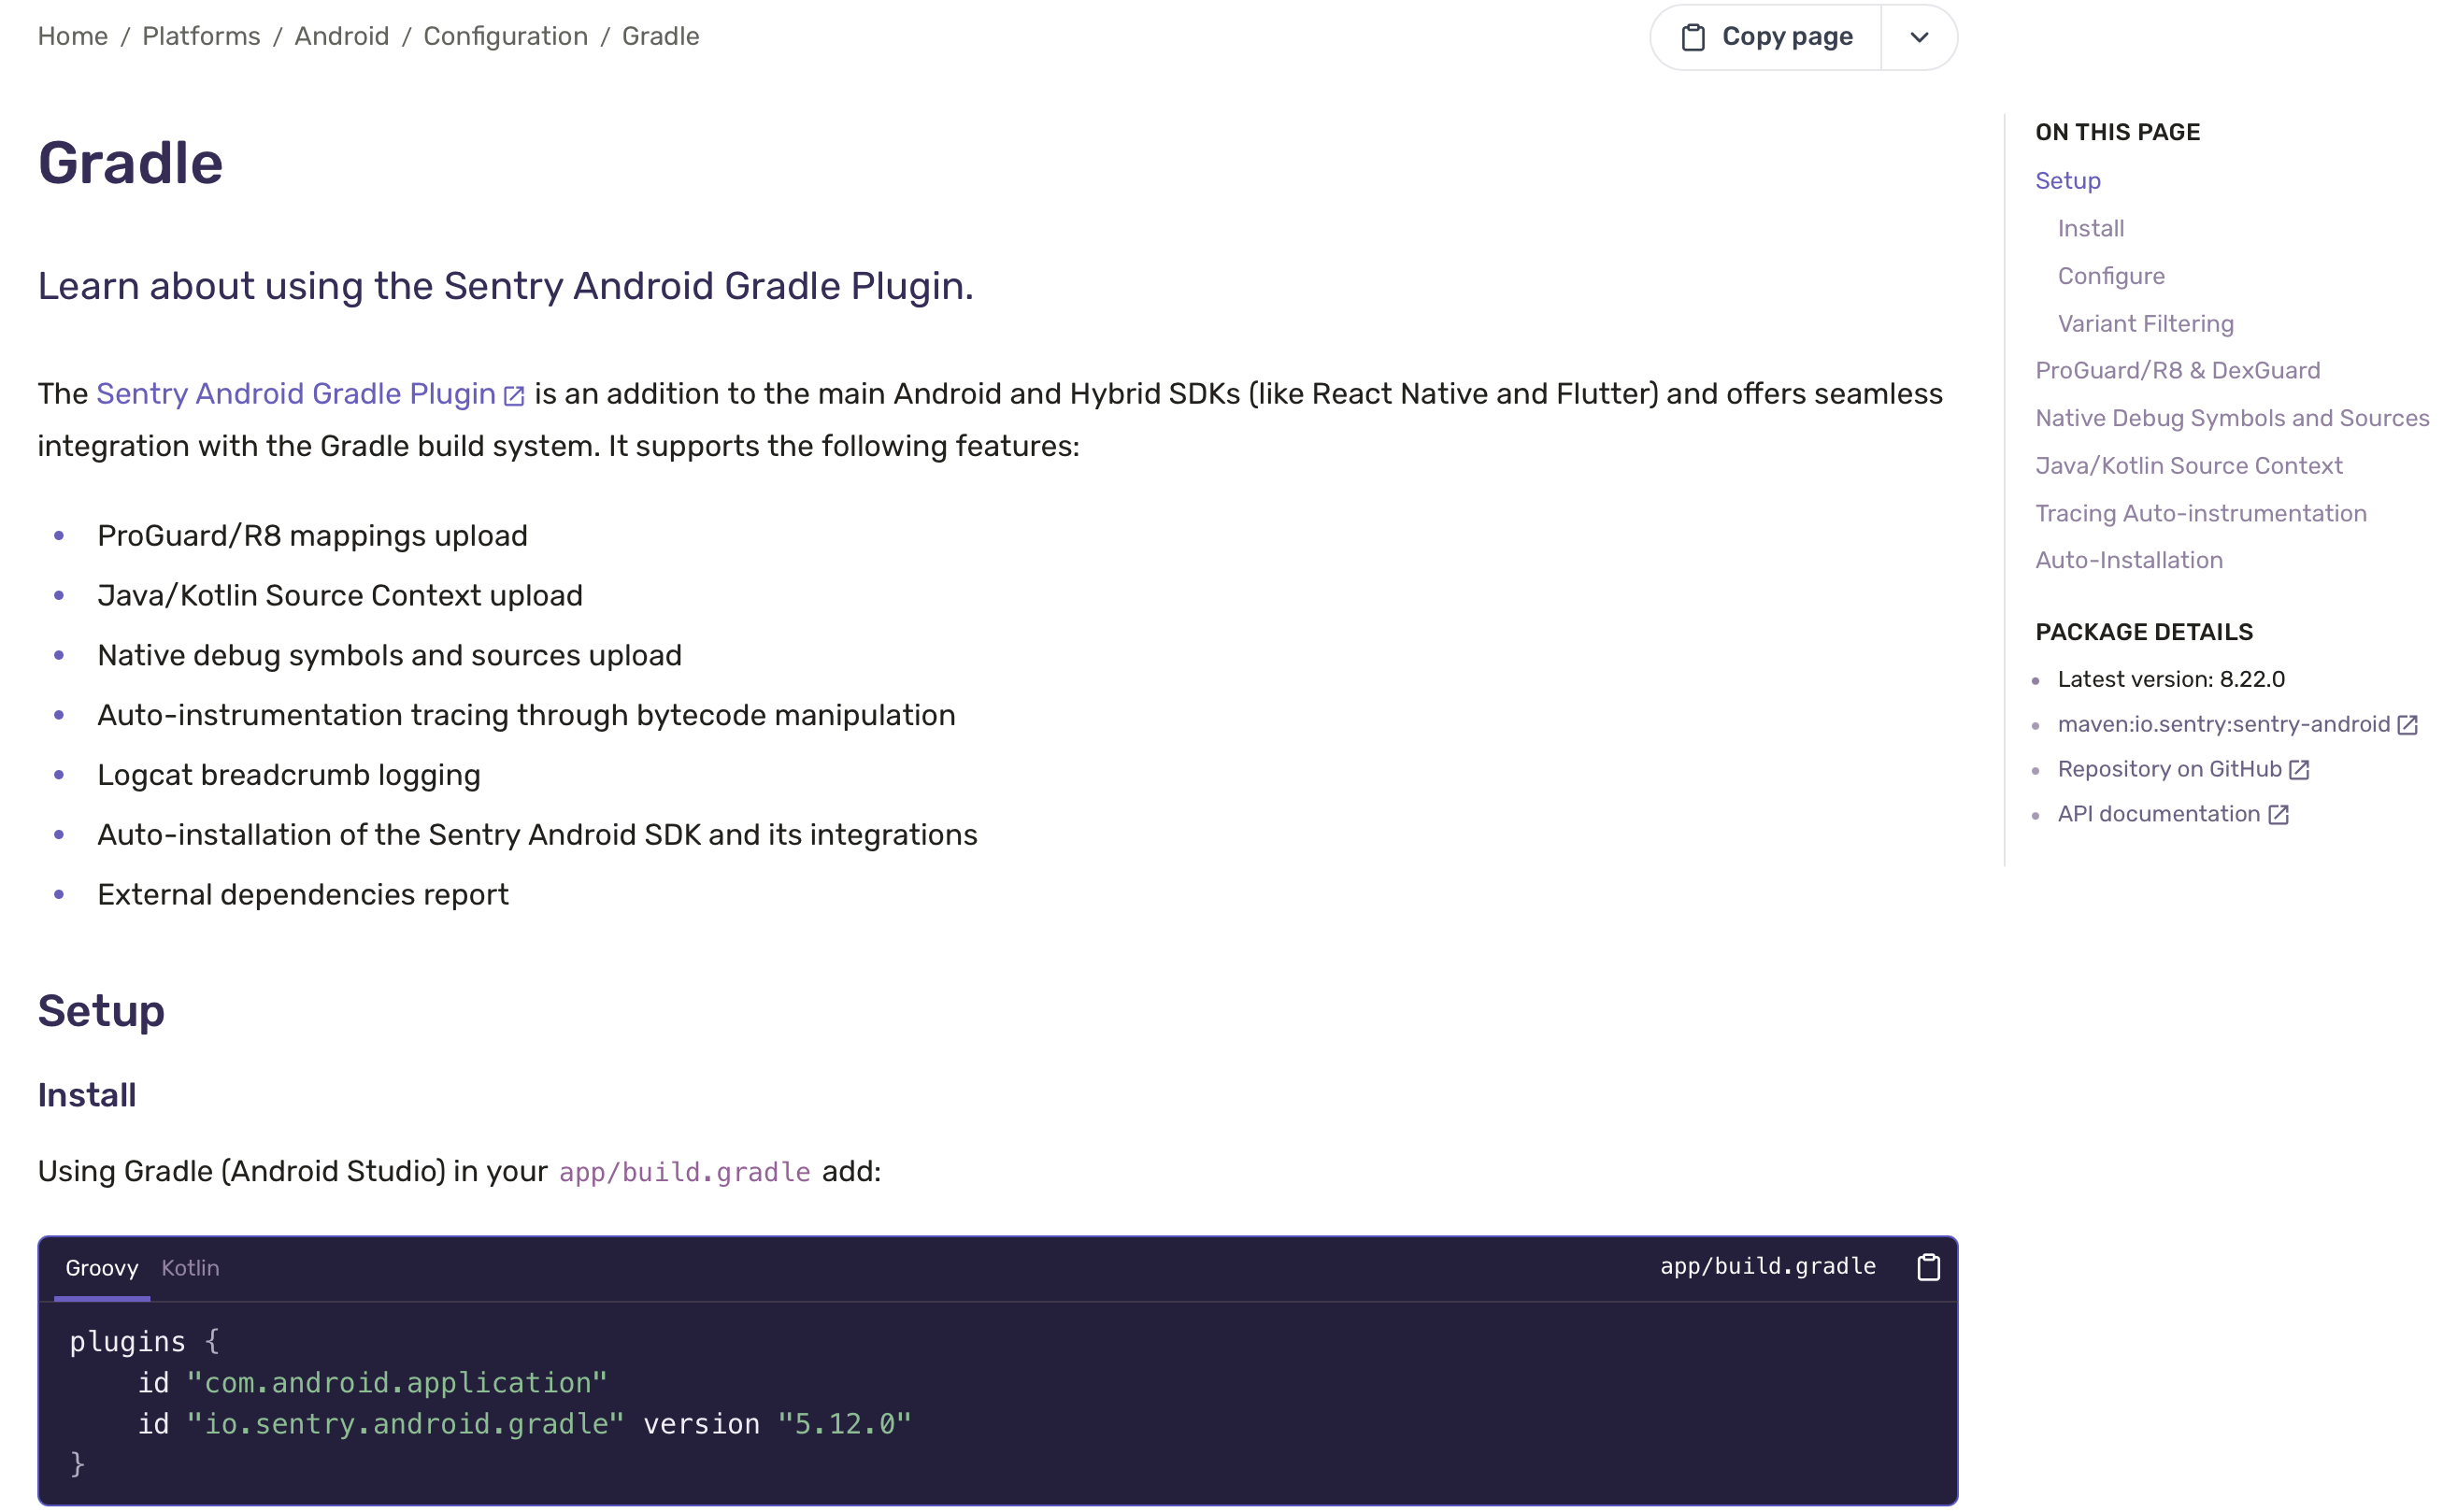 Home / Platforms / Android / Configuration / Gradle
Copy page
Gradle
Learn about using the Sentry Android Gradle Plugin.
The Sentry Android Gradle Plugin is an addition to the main Android and Hybrid SDKs (like React Native and Flutter) and offers seamless
integration with the Gradle build system. It supports the following features:
• ProGuard/R8 mappings upload
• Java/Kotlin Source Context upload
• Native debug symbols and sources upload
• Auto-instrumentation tracing through bytecode manipulation
• Logcat breadcrumb logging
• Auto-installation of the Sentry Android SDK and its integrations
• External dependencies report
Setup
Install
Using Gradle (Android Studio) in your app/build.gradle add:
Groovy Kotlin app/build.gradle
plugins {
    id "com.android.application"
    id "io.sentry.android.gradle" version "5.12.0"
}
ON THIS PAGE
Setup
Install
Configure
Variant Filtering
ProGuard/R8 & DexGuard
Native Debug Symbols and Sources
Java/Kotlin Source Context
Tracing Auto-instrumentation
Auto-Installation
PACKAGE DETAILS
• Latest version: 8.22.0
• maven:io.sentry:sentry-android
• Repository on GitHub
• API documentation